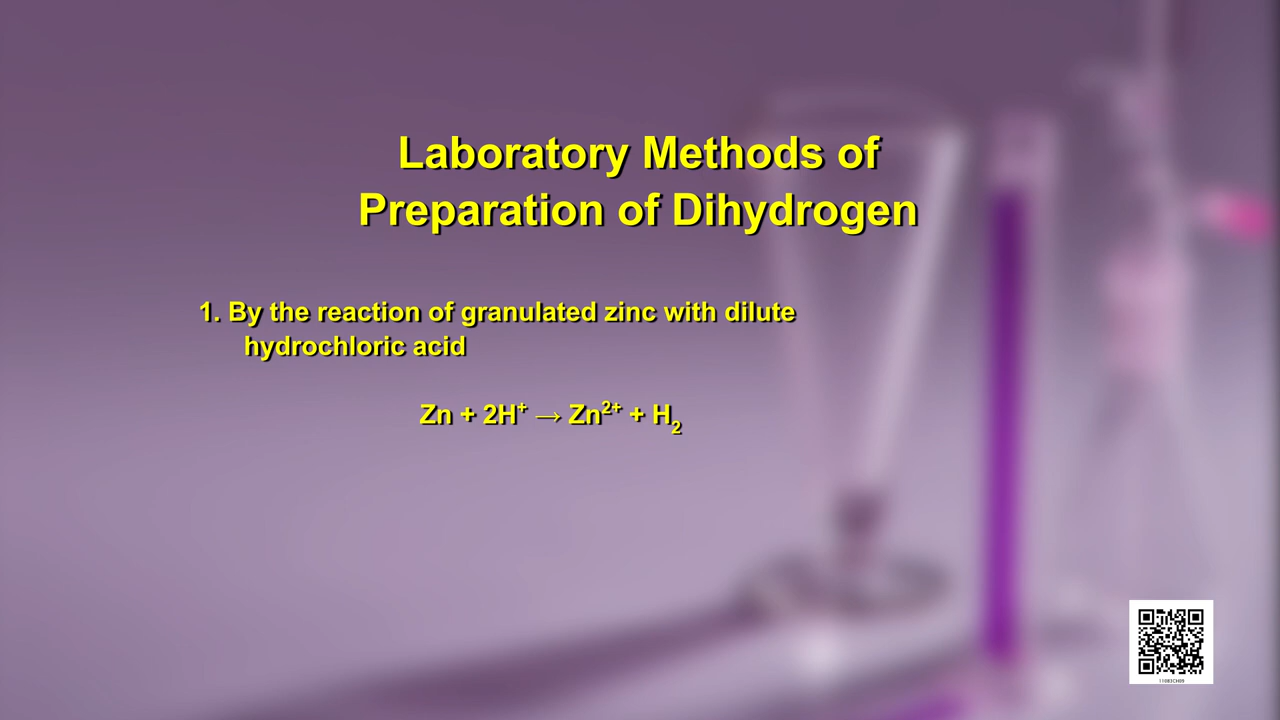 Laboratory Methods of
Preparation of Dihydrogen
1. By the reaction of granulated zinc with dilute
hydrochloric acid
Zn + 2H⁺ → Zn²⁺ + H₂
11083CH09